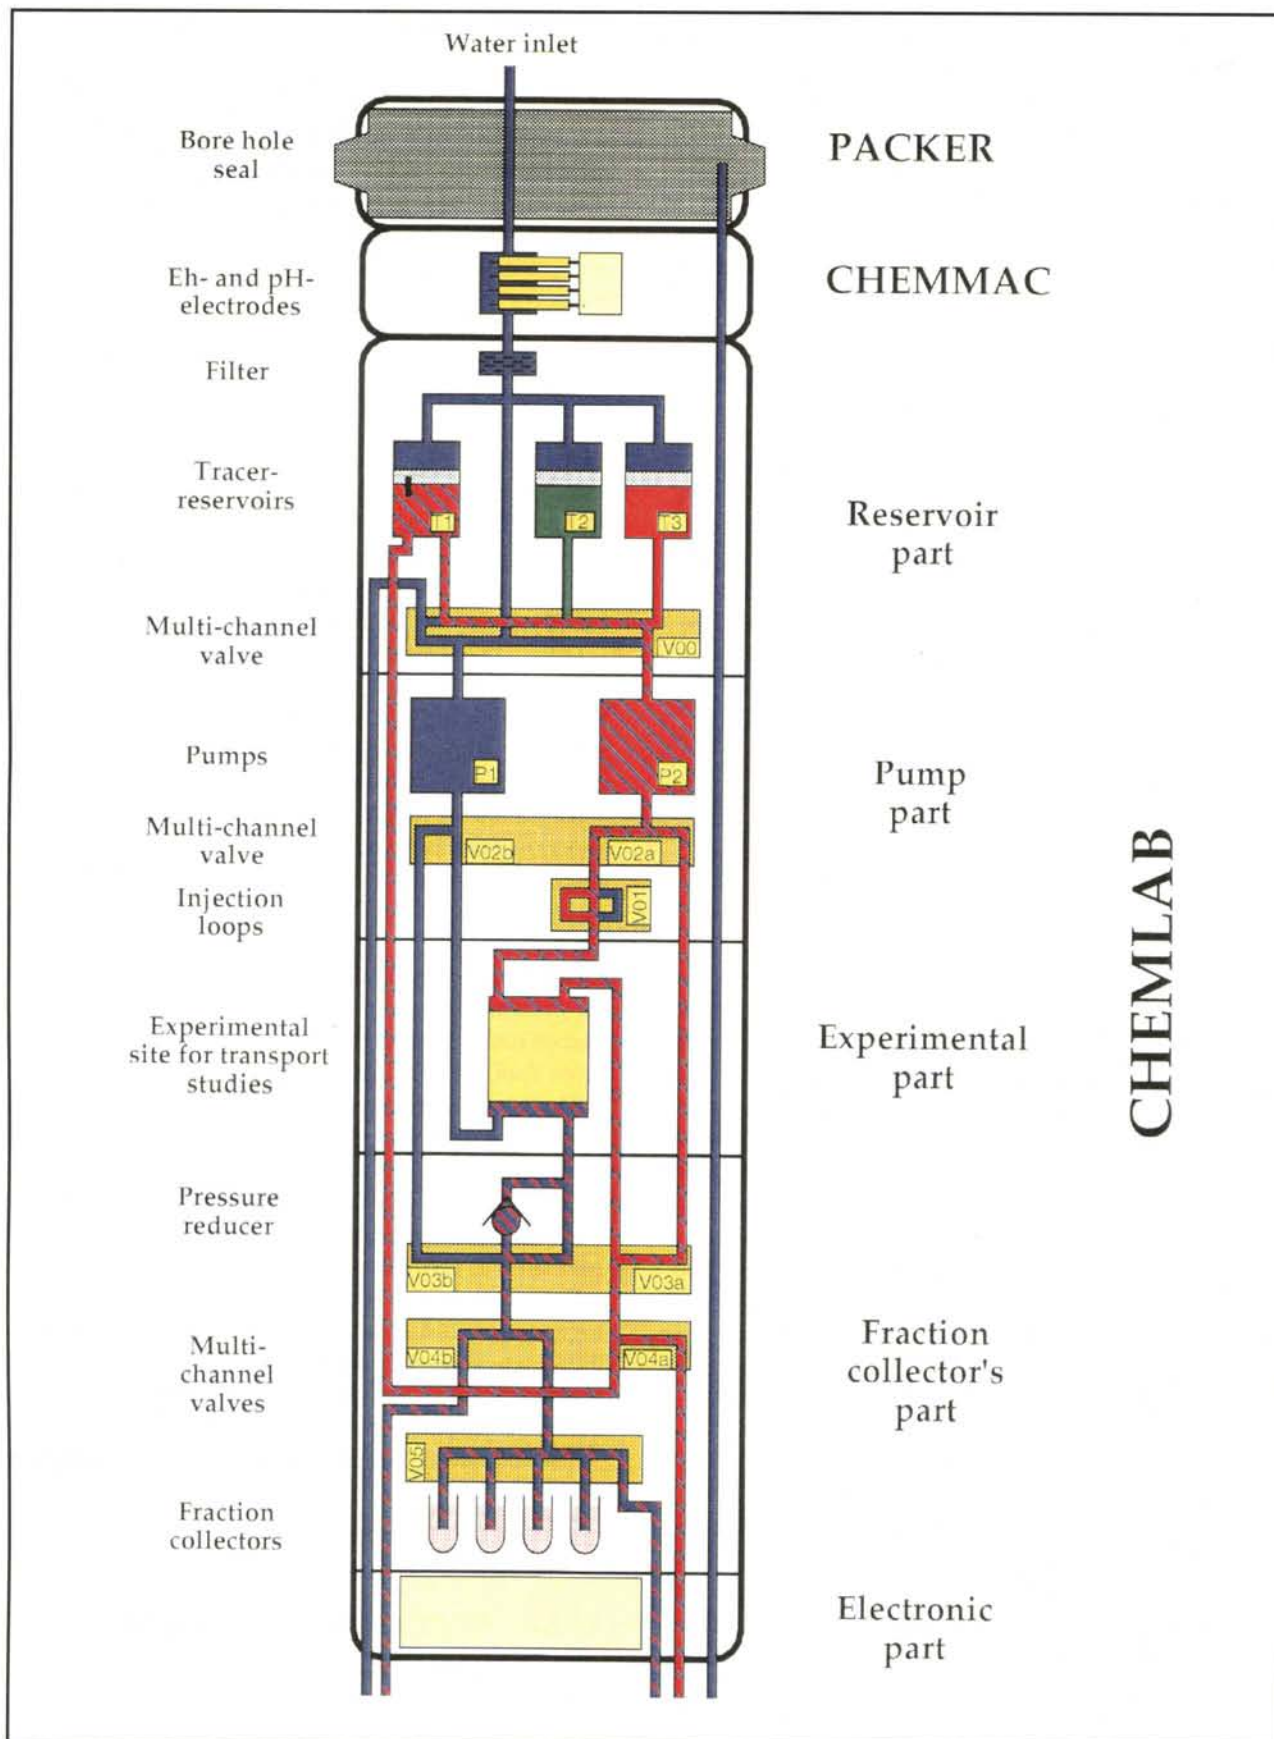 Water inlet
Bore hole
seal
PACKER
Eh- and pH-
electrodes
CHEMMAC
Filter
Tracer-
reservoirs
T1
T2
T3
Reservoir
part
Multi-channel
valve
V00
Pumps
P1
P2
Pump
part
Multi-channel
valve
V02b
V02a
Injection
loops
V01
CHEMLAB
Experimental
site for transport
studies
Experimental
part
Pressure
reducer
V03b
V03a
Multi-
channel
valves
V04b
V04a
Fraction
collector's
part
V05
Fraction
collectors
Electronic
part